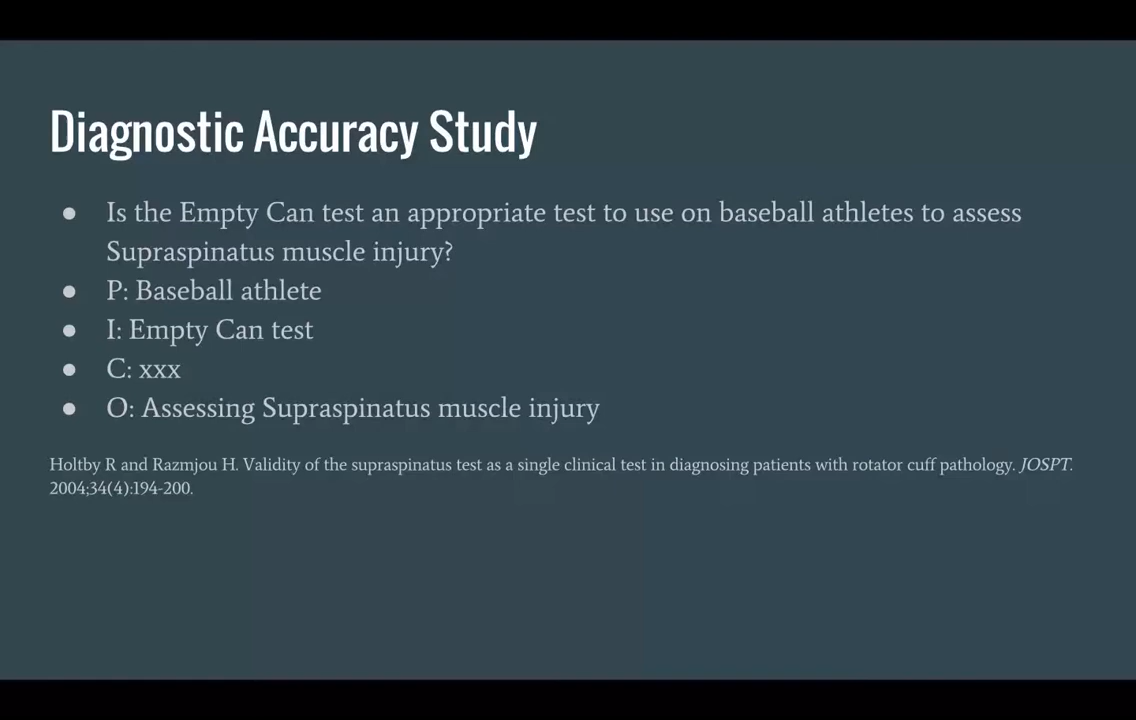 Diagnostic Accuracy Study
● Is the Empty Can test an appropriate test to use on baseball athletes to assess
Supraspinatus muscle injury?
● P: Baseball athlete
● I: Empty Can test
● C: xxx
● O: Assessing Supraspinatus muscle injury
Holtby R and Razmjou H. Validity of the supraspinatus test as a single clinical test in diagnosing patients with rotator cuff pathology. JOSPT.
2004;34(4):194-200.